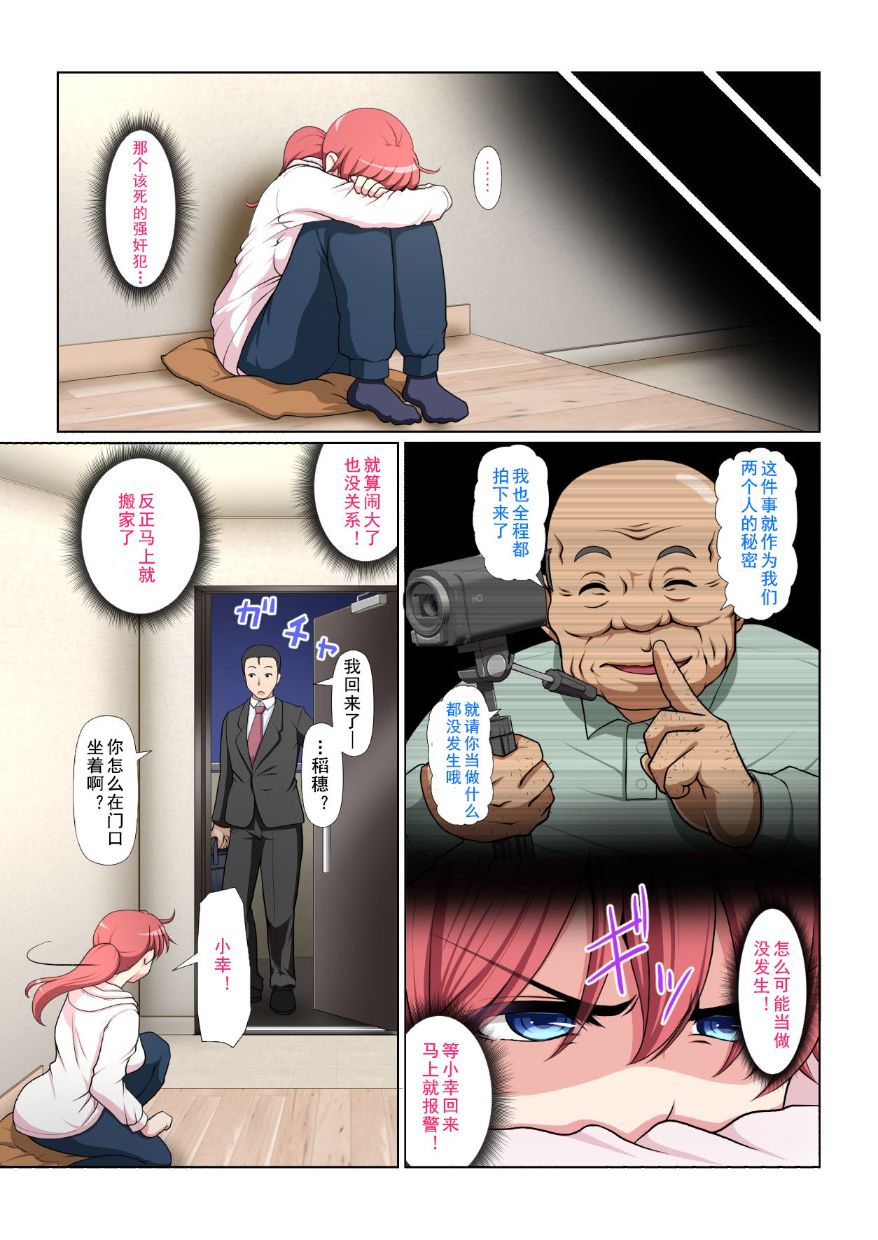 ……
那个该死的强奸犯…
这件事就作为我们
两个人的秘密
我也全程都
拍下来了
HD
就请你当做什么
都没发生哦
怎么可能当做
没发生！
ギッ
等小幸回来
马上就报警！
就算闹大了
也没关系！
反正马上就
搬家了
ガチャ
我回来了—
…稻穗？
你怎么在门口
坐着啊？
小幸！